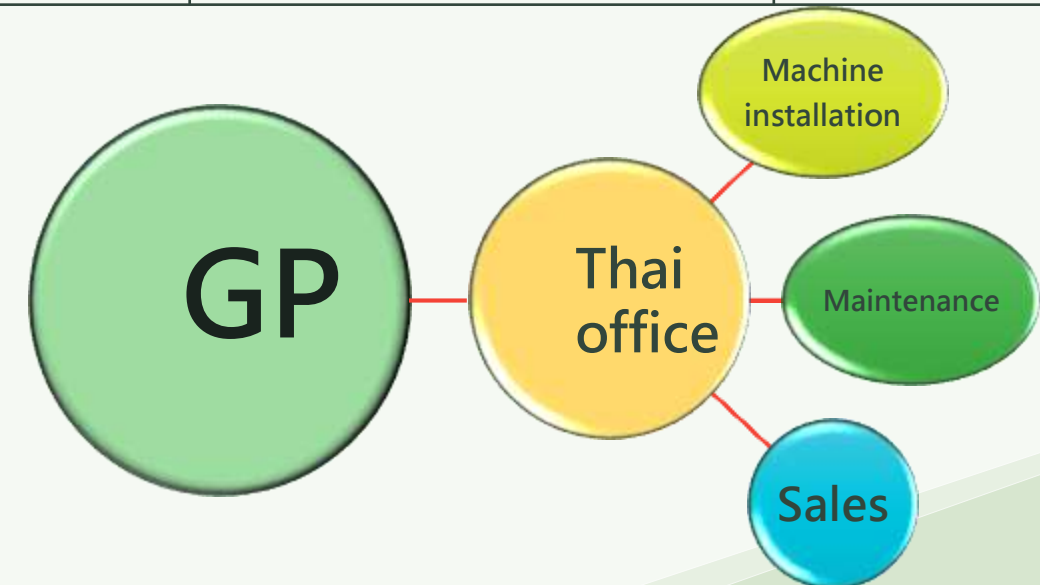 GP
Thai
office
Machine
installation
Maintenance
Sales